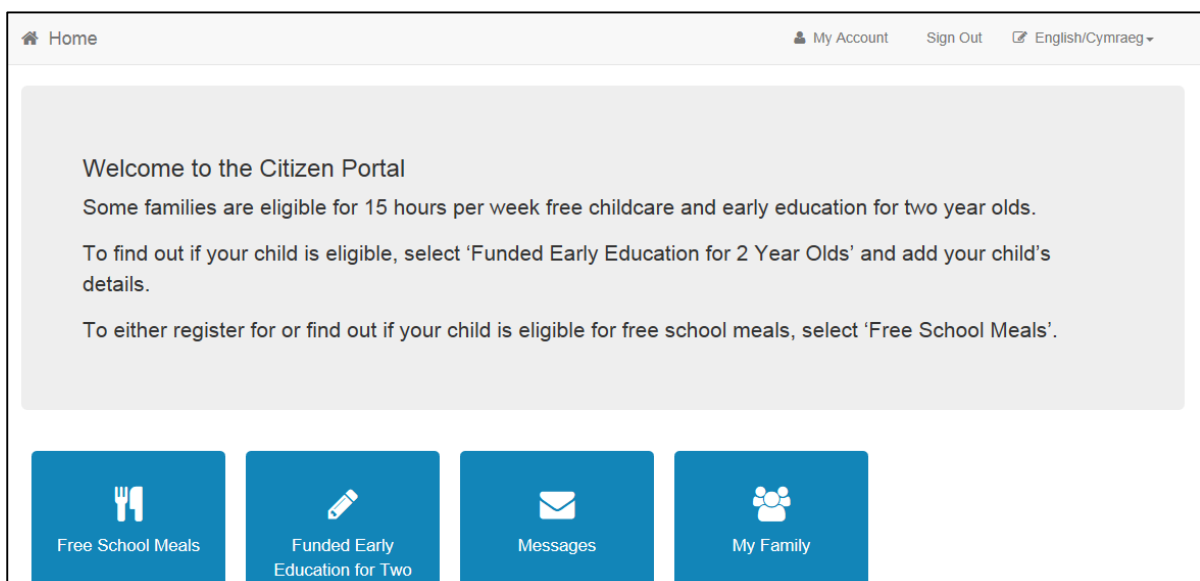 Home
My Account Sign Out English/Cymraeg
Welcome to the Citizen Portal
Some families are eligible for 15 hours per week free childcare and early education for two year olds.
To find out if your child is eligible, select ‘Funded Early Education for 2 Year Olds’ and add your child’s
details.
To either register for or find out if your child is eligible for free school meals, select ‘Free School Meals’.
Free School Meals
Funded Early
Education for Two
Messages
My Family